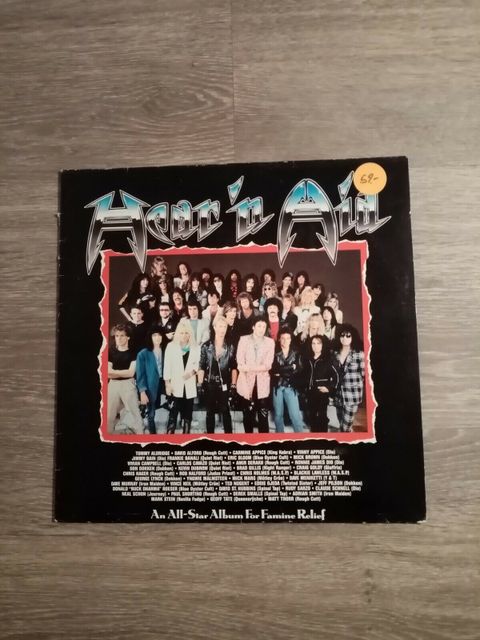 Hear 'n Aid
59.-
TOMMY ALDRIDGE • DAVID ALFORD (Rough Cutt) • CARMINE APPICE (King Kobra) • VINNY APPICE (Dio)
JIMMY BAIN (Dio) FRANKIE BANALI (Quiet Riot) • ERIC BLOOM (Blue Oyster Cult) • MICK BROWN (Dokken)
VIVIAN CAMPBELL (Dio) • CARLOS CAVAZO (Quiet Riot) • AMIR DERAKH (Rough Cutt) • RONNIE JAMES DIO (Dio)
DON DOKKEN (Dokken) • KEVIN DUBROW (Quiet Riot) • BRAD GILLIS (Night Ranger) • CRAIG GOLDY (Giuffria)
CHRIS HAGER (Rough Cutt) • ROB HALFORD (Judas Priest) • CHRIS HOLMES (W.A.S.P.) • BLACKIE LAWLESS (W.A.S.P.)
GEORGE LYNCH (Dokken) • YNGWIE MALMSTEEN • MICK MARS (Mötley Crüe) • DAVE MENIKETTI (Y & T)
DAVE MURRAY (Iron Maiden) • VINCE NEIL (Mötley Crüe) • TED NUGENT • EDDIE OJEDA (Twisted Sister) • JEFF PILSON (Dokken)
DONALD "BUCK DHARMA" ROESER (Blue Oyster Cult) • DAVID ST. HUBBINS (Spinal Tap) • RUDY SARZO • CLAUDE SCHNELL (Dio)
NEAL SCHON (Journey) • PAUL SHORTINO (Rough Cutt) • DEREK SMALLS (Spinal Tap) • ADRIAN SMITH (Iron Maiden)
MARK STEIN (Vanilla Fudge) • GEOFF TATE (Queensrÿche) • MATT THORR (Rough Cutt)
An All-Star Album For Famine Relief